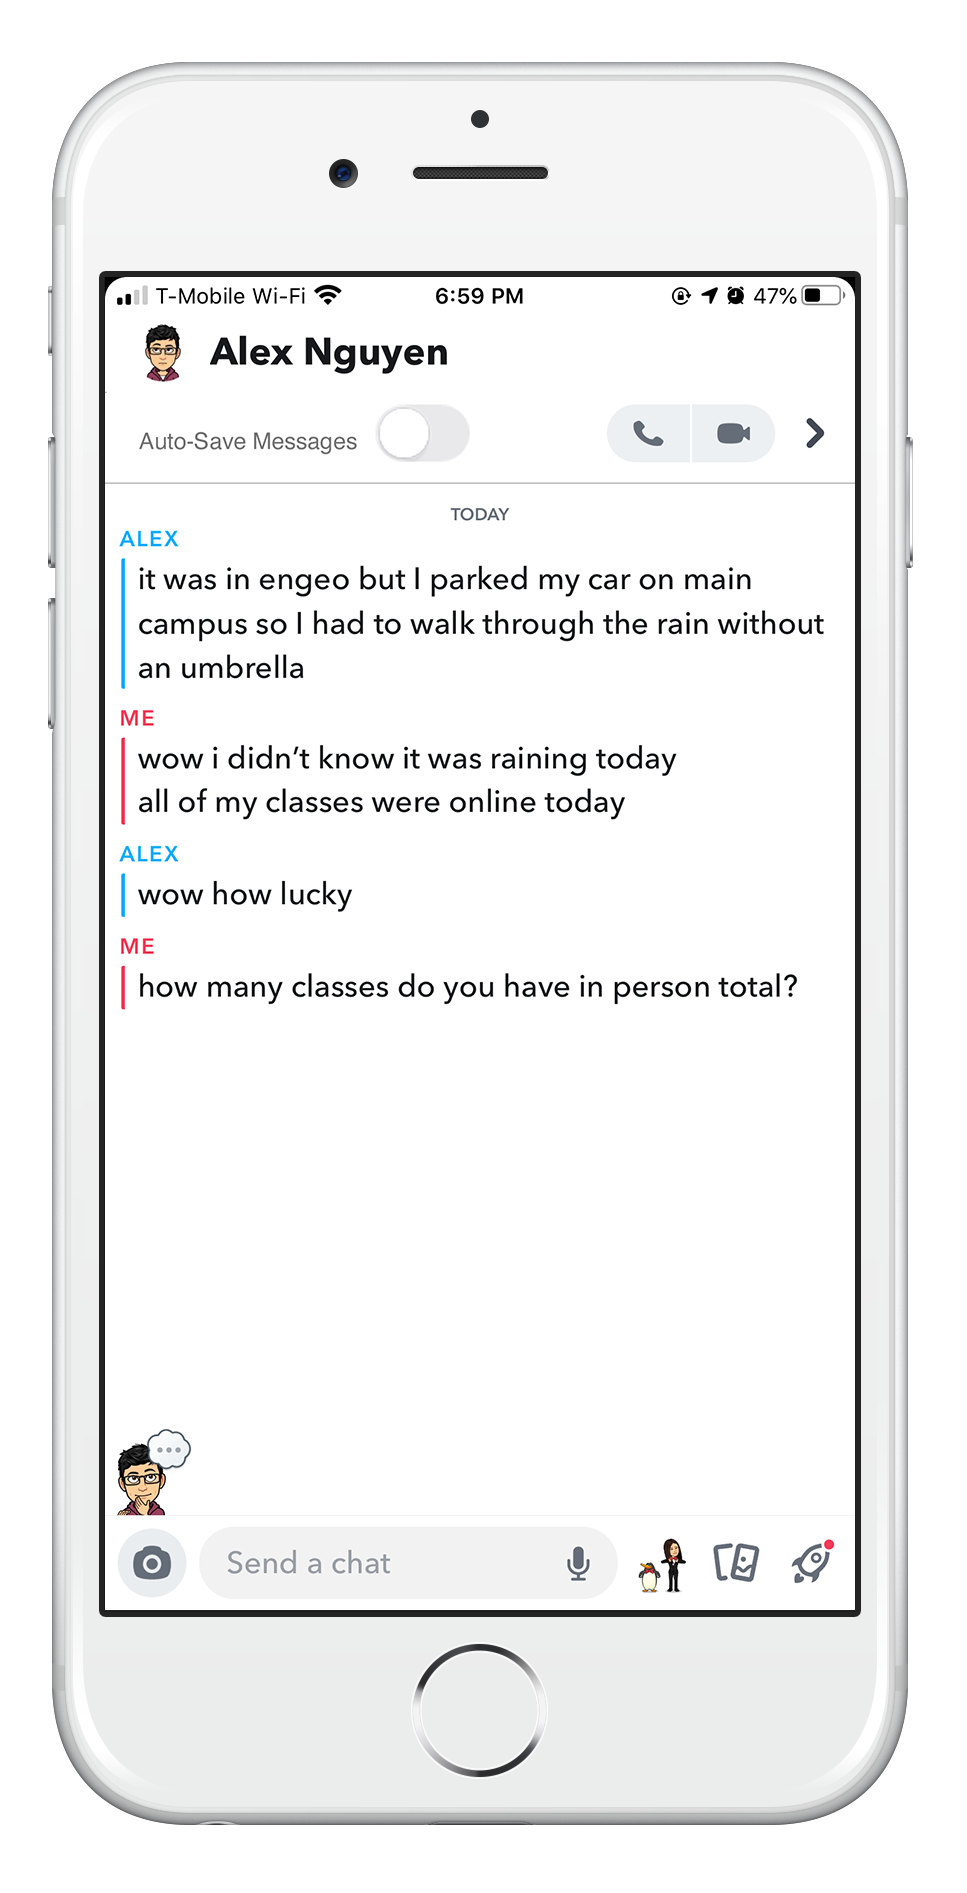 T-Mobile Wi-Fi 6:59 PM 47%
Alex Nguyen
Auto-Save Messages
TODAY
ALEX
it was in engeo but I parked my car on main
campus so I had to walk through the rain without
an umbrella
ME
wow i didn't know it was raining today
all of my classes were online today
ALEX
wow how lucky
ME
how many classes do you have in person total?
Send a chat